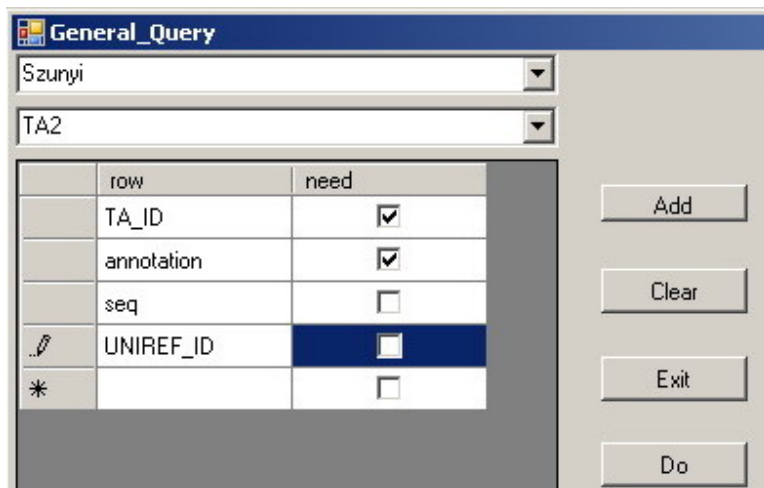 General_Query
Szunyi
TA2
row need
TA_ID
annotation
seq
UNIREF_ID
Add
Clear
Exit
Do